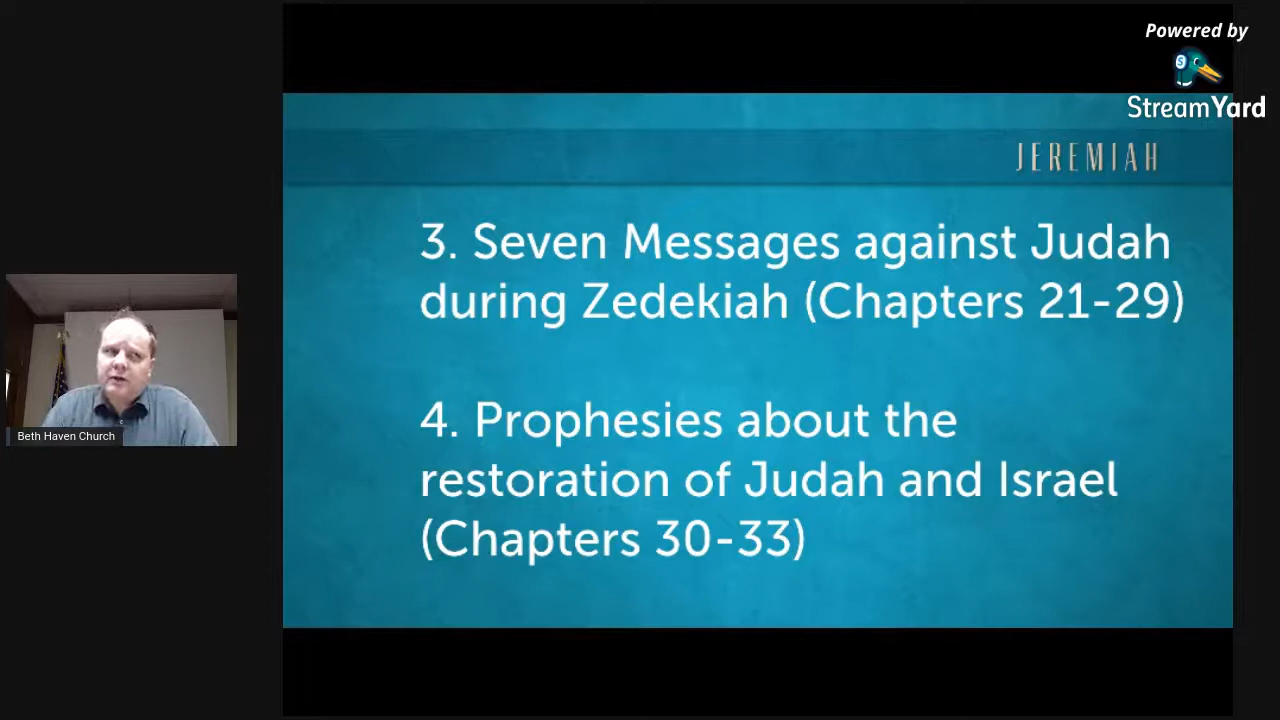 Powered by
StreamYard
JEREMIAH
3. Seven Messages against Judah
during Zedekiah (Chapters 21-29)
4. Prophesies about the
restoration of Judah and Israel
(Chapters 30-33)
Beth Haven Church